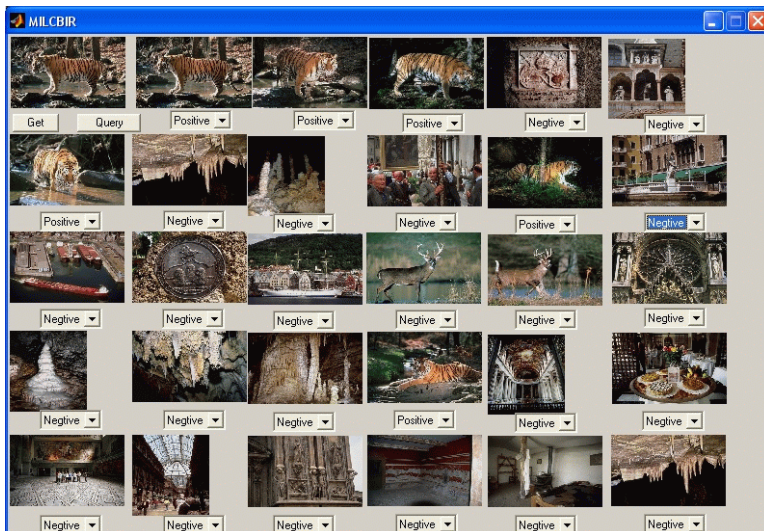 MILCBIR
Get Query Positive Positive Positive Negtive Negtive
Positive Negtive Negtive Negtive Positive Negtive
Negtive Negtive Negtive Negtive Negtive Negtive
Negtive Negtive Negtive Positive Negtive Negtive
Negtive Negtive Negtive Negtive Negtive Negtive